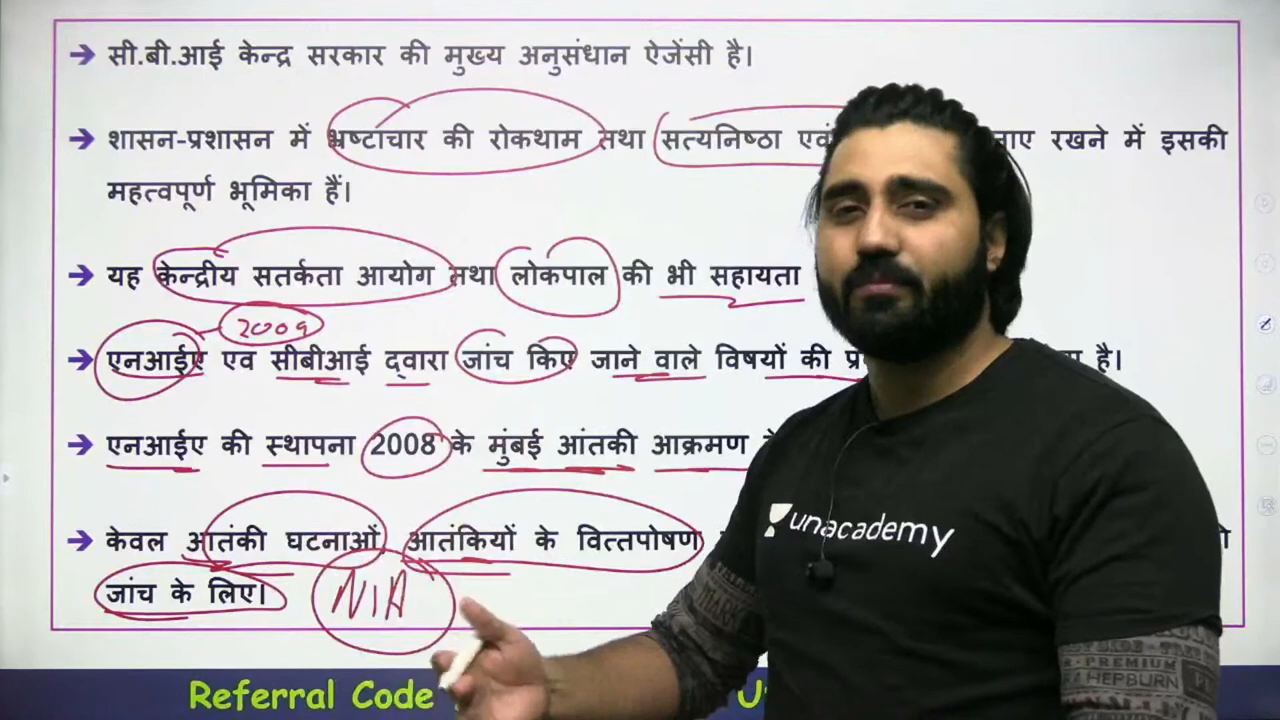 सी.बी.आई केन्द्र सरकार की मुख्य अनुसंधान ऐजेंसी है।
शासन-प्रशासन में भ्रष्टाचार की रोकथाम तथा सत्यनिष्ठा एवं रखने में इसकी
महत्वपूर्ण भूमिका हैं।
यह केन्द्रीय सतर्कता आयोग तथा लोकपाल की भी सहायता
2009
एनआईए एव सीबीआई द्वारा जांच किए जाने वाले विषयों की है।
एनआईए की स्थापना 2008 के मुंबई आंतकी आक्रमण
केवल आतंकी घटनाओं आतंकियों के वित्तपोषण
जांच के लिए।
NIA
unacademy
PREMIUM
HEPBURN
Referral Code